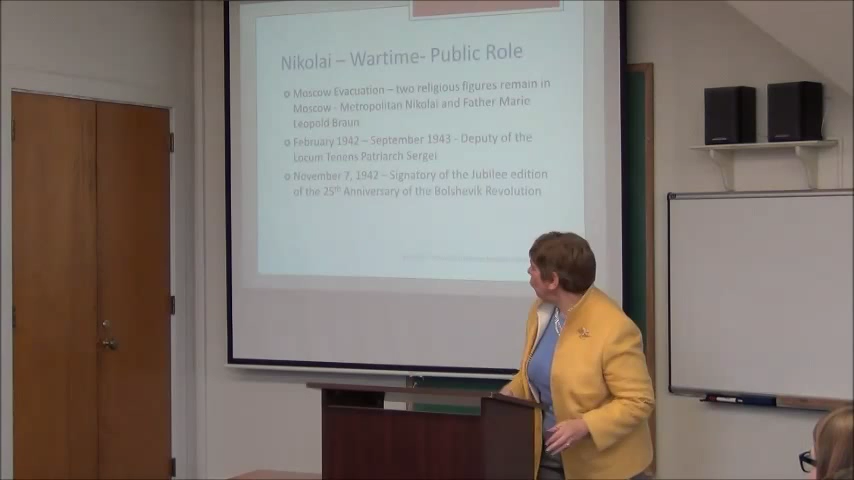 Nikolai – Wartime- Public Role
Moscow Evacuation – two religious figures remain in
Moscow - Metropolitan Nikolai and Father Marie
Leopold Braun
February 1942 – September 1943 - Deputy of the
Locum Tenens Patriarch Sergei
November 7, 1942 – Signatory of the Jubilee edition
of the 25th Anniversary of the Bolshevik Revolution